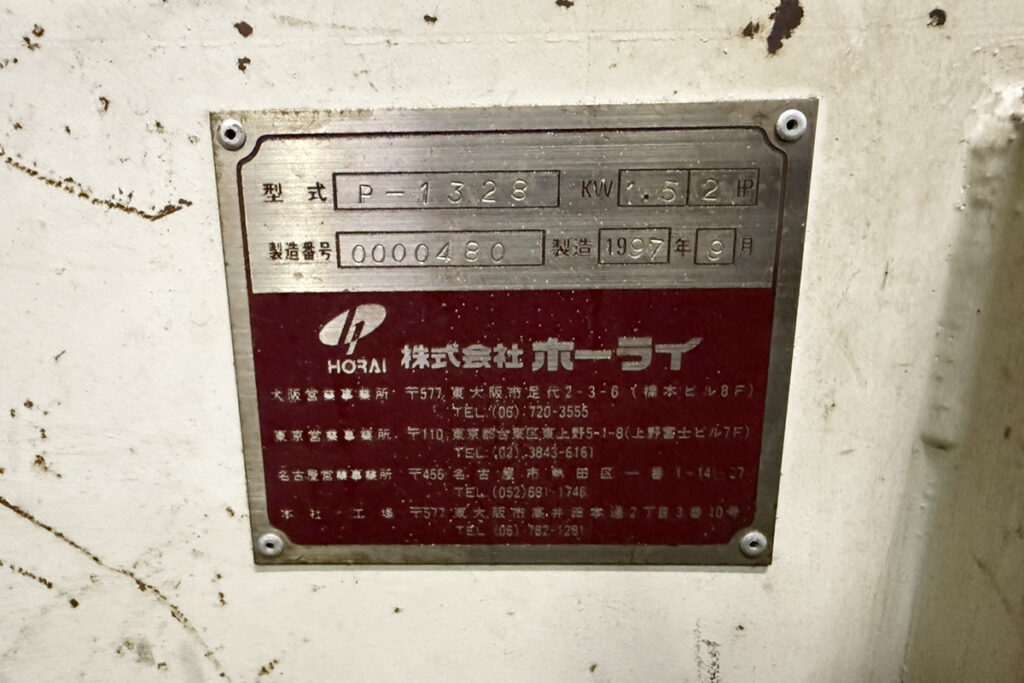 型式 P-1328 KW 1.5 2 HP
製造番号 0000480 製造 1997年 9月
HORAI 株式会社 ホーライ
大阪営業事業所 〒577 東大阪市足代2-3-6(橋本ビル8F)
TEL.(06) 720-3555
東京営業事業所 〒110 東京都台東区東上野5-1-8(上野富士ビル7F)
TEL.(03) 3843-6161
名古屋営業事業所 〒456 名古屋市熱田区一番1-141-27
TEL.(052)681-1746
本社・工場 〒577 東大阪市高井田本通2丁目3番10号
TEL.(06) 782-1281